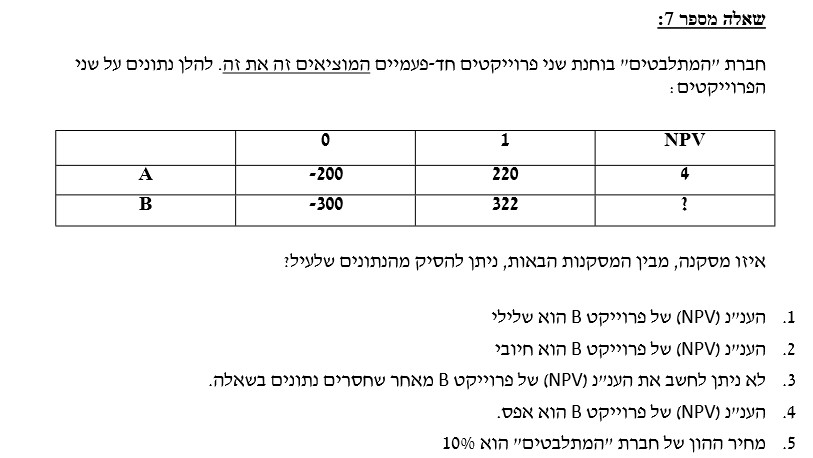 שאלה מספר 7:
חברת "המתלבטים" בוחנת שני פרוייקטים חד-פעמיים המוציאים זה את זה. להלן נתונים על שני
הפרוייקטים:
0 1 NPV
A -200 220 4
B -300 322 ?
איזו מסקנה, מבין המסקנות הבאות, ניתן להסיק מהנתונים שלעיל?
1. הענ"נ (NPV) של פרוייקט B הוא שלילי
2. הענ"נ (NPV) של פרוייקט B הוא חיובי
3. לא ניתן לחשב את הענ"נ (NPV) של פרוייקט B מאחר שחסרים נתונים בשאלה.
4. הענ"נ (NPV) של פרוייקט B הוא אפס.
5. מחיר ההון של חברת "המתלבטים" הוא 10%